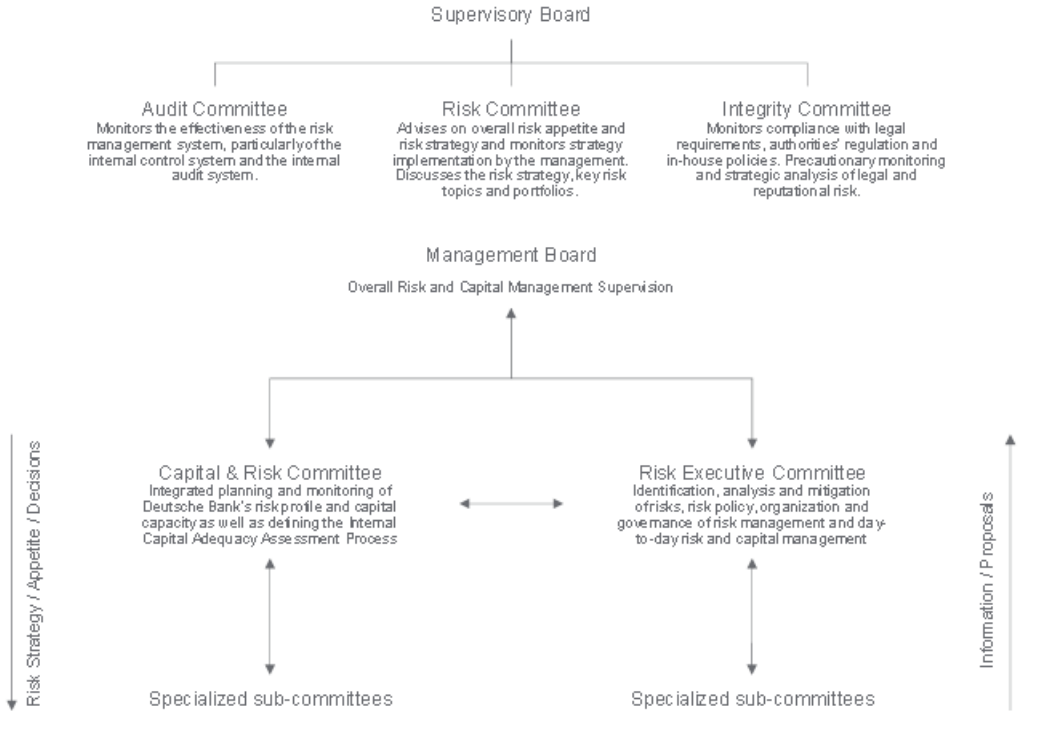 Supervisory Board
Audit Committee
Monitors the effectiveness of the risk
management system, particularly of the
internal control system and the internal
audit system.
Risk Committee
Advises on overall risk appetite and
risk strategy and monitors strategy
implementation by the management.
Discusses the risk strategy, key risk
topics and portfolios.
Integrity Committee
Monitors compliance with legal
requirements, authorities' regulation and
in-house policies. Precautionary monitoring
and strategic analysis of legal and
reputational risk.
Management Board
Overall Risk and Capital Management Supervision
Risk Strategy / Appetite / Decisions
Capital & Risk Committee
Integrated planning and monitoring of
Deutsche Bank's risk profile and capital
capacity as well as defining the Internal
Capital Adequacy Assessment Process
Risk Executive Committee
Identification, analysis and mitigation
of risks, risk policy, organization and
governance of risk management and day-
to-day risk and capital management
Information / Proposals
Specialized sub-committees
Specialized sub-committees